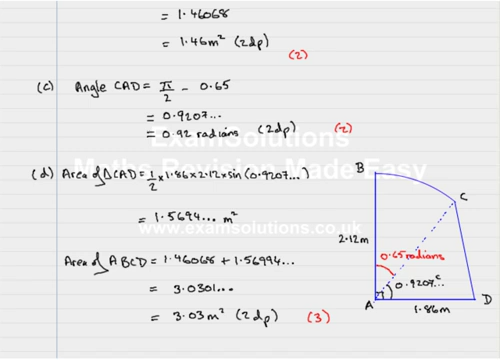 = 1.46068
= 1.46m² (2dp)
(2)
(c) Angle CAD = π/2 - 0.65
= 0.9207...
= 0.92 radians (2dp) (2)
ExamSolutions
Maths Revision Made Easy
www.examsolutions.co.uk
(d) Area of ΔCAD = 1/2 × 1.86 × 2.12 × sin(0.9207...)
= 1.5694... m²
Area of ABCD = 1.46068 + 1.56994...
= 3.0301...
= 3.03m² (2dp) (3)
B
C
2.12m
0.65 radians
0.9207...ᶜ
A
1.86m
D